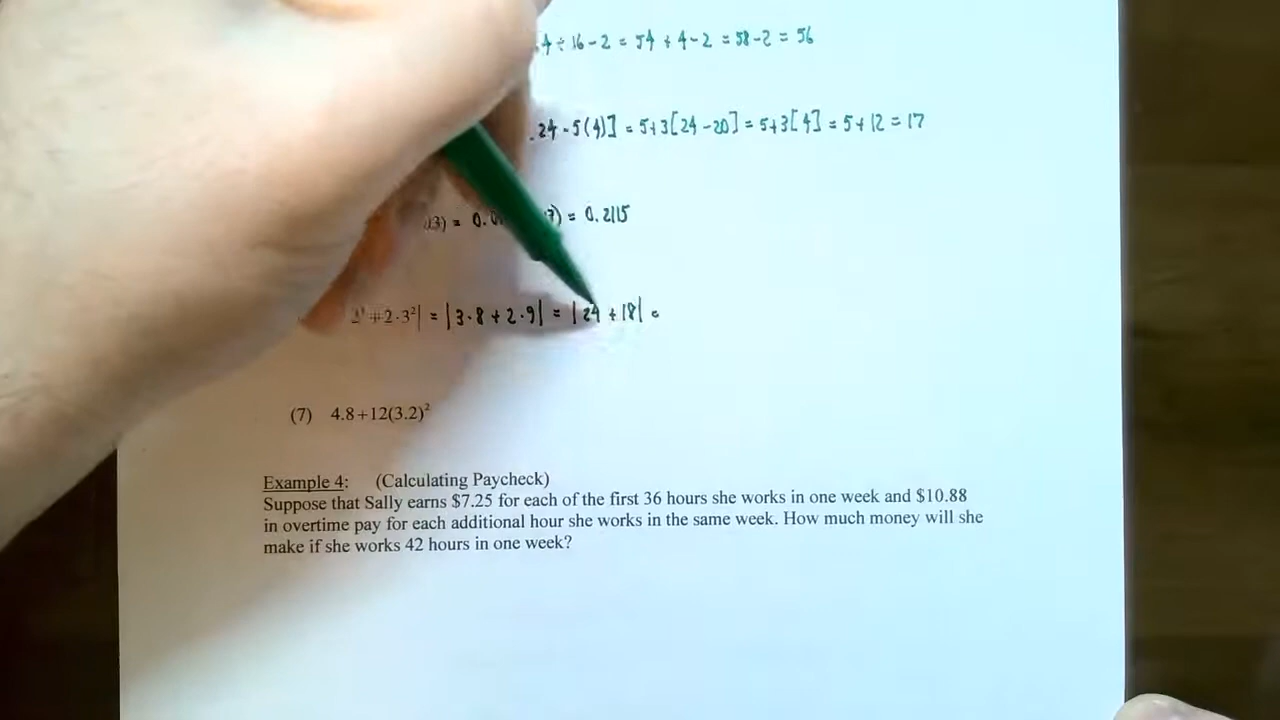 4 ÷ 16 - 2 = 54 + 4 - 2 = 58 - 2 = 56
24 - 5(4)] = 5+3[24 - 20] = 5+3[4] = 5 + 12 = 17
) = 0. ) = 0.2115
+ 2·3²| = |3·8 + 2·9| = |24 + 18| =
(7) 4.8+12(3.2)²
Example 4: (Calculating Paycheck)
Suppose that Sally earns $7.25 for each of the first 36 hours she works in one week and $10.88
in overtime pay for each additional hour she works in the same week. How much money will she
make if she works 42 hours in one week?